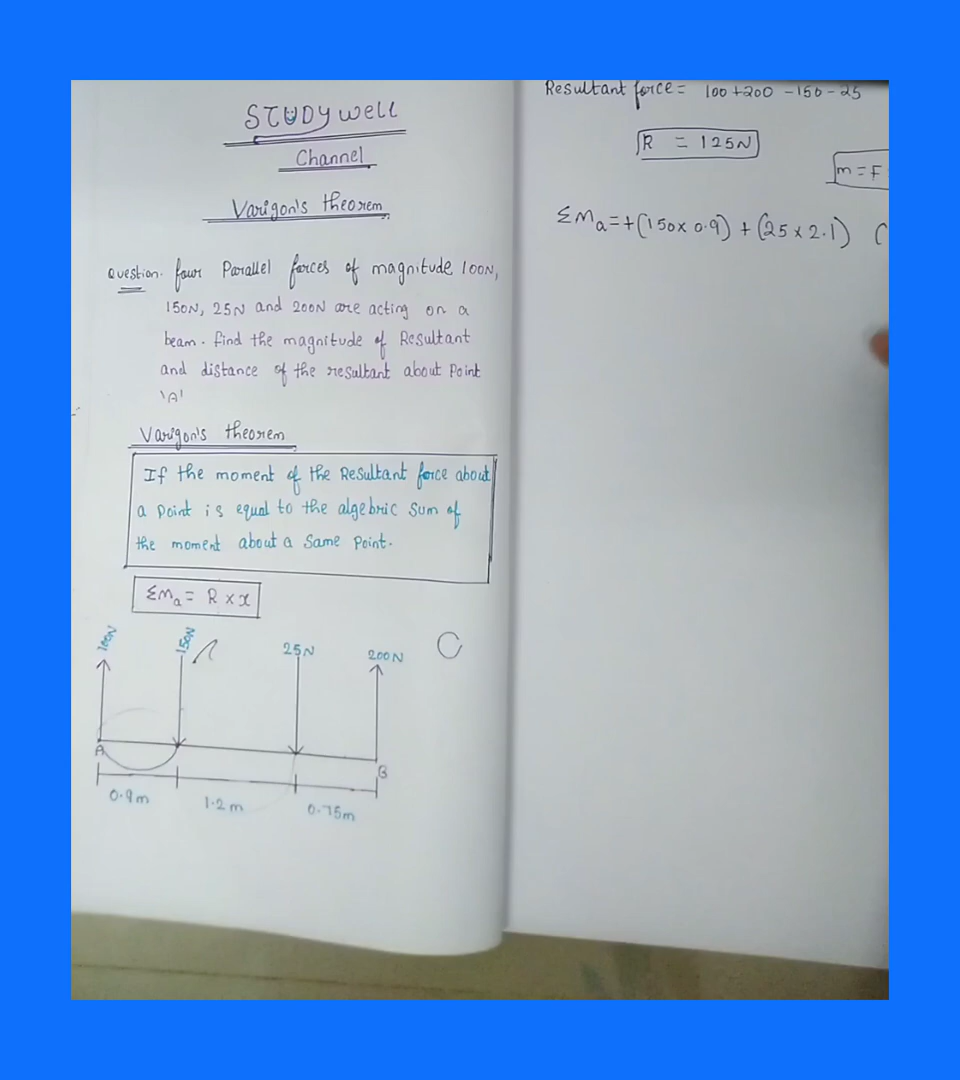 STUDY well
Channel
Varigon's theorem
Question. four Parallel forces of magnitude 100N,
150N, 25N and 200N are acting on a
beam. find the magnitude of Resultant
and distance of the resultant about Point
'A'
Varigon's theorem
If the moment of the Resultant force about
a point is equal to the algebric sum of
the moment about a Same Point.
Σma = R × x
100N
150N
25N
200N
A
B
0.9m
1.2m
0.75m
Resultant force = 100+200 -150-25
R = 125N
m = F
Σma=+(150x 0.9) + (25 x 2.1) (